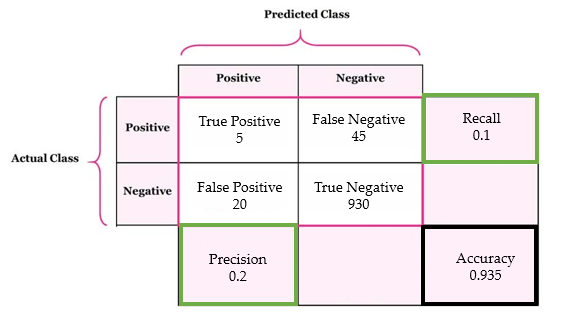 Predicted Class
Positive
Negative
Actual Class
Positive
True Positive
5
False Negative
45
Recall
0.1
Negative
False Positive
20
True Negative
930
Precision
0.2
Accuracy
0.935